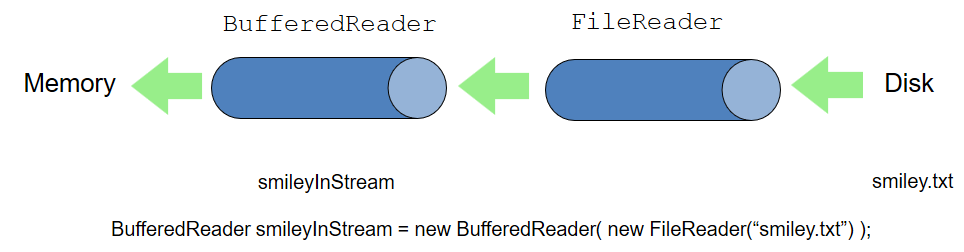 BufferedReader FileReader
Memory Disk
smileyInStream smiley.txt
BufferedReader smileyInStream = new BufferedReader( new FileReader(“smiley.txt”) );